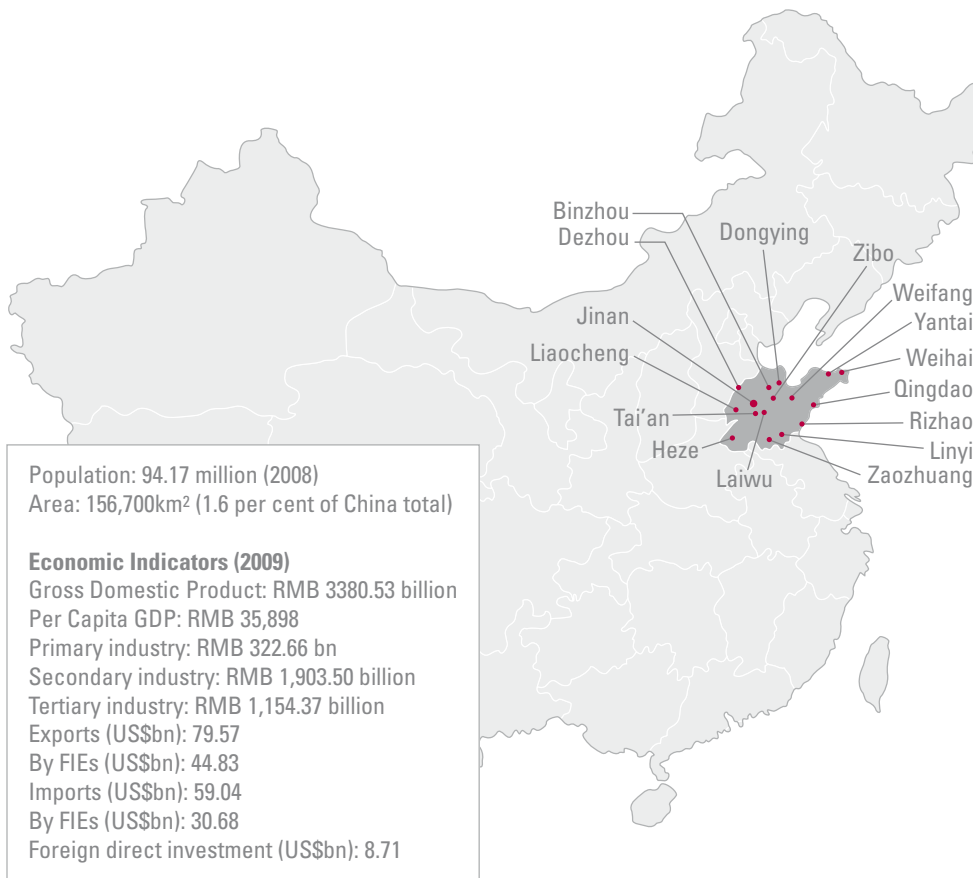 Binzhou
Dezhou
Dongying
Zibo
Weifang
Yantai
Weihai
Qingdao
Rizhao
Linyi
Zaozhuang
Jinan
Liaocheng
Tai’an
Heze
Laiwu
Population: 94.17 million (2008)
Area: 156,700km² (1.6 per cent of China total)
Economic Indicators (2009)
Gross Domestic Product: RMB 3380.53 billion
Per Capita GDP: RMB 35,898
Primary industry: RMB 322.66 bn
Secondary industry: RMB 1,903.50 billion
Tertiary industry: RMB 1,154.37 billion
Exports (US$bn): 79.57
By FIEs (US$bn): 44.83
Imports (US$bn): 59.04
By FIEs (US$bn): 30.68
Foreign direct investment (US$bn): 8.71